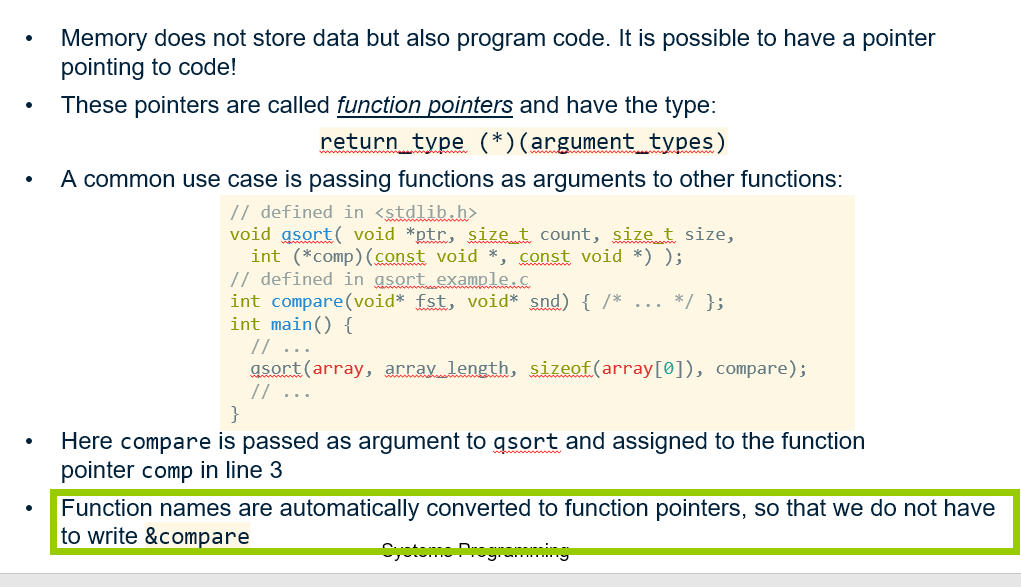 • Memory does not store data but also program code. It is possible to have a pointer
pointing to code!
• These pointers are called function pointers and have the type:
return_type (*)(argument_types)
• A common use case is passing functions as arguments to other functions:
// defined in <stdlib.h>
void qsort( void *ptr, size_t count, size_t size,
  int (*comp)(const void *, const void *) );
// defined in qsort_example.c
int compare(void* fst, void* snd) { /* ... */ };
int main() {
  // ...
  qsort(array, array_length, sizeof(array[0]), compare);
  // ...
}
• Here compare is passed as argument to qsort and assigned to the function
pointer comp in line 3
• Function names are automatically converted to function pointers, so that we do not have
to write &compare
Systems Programming